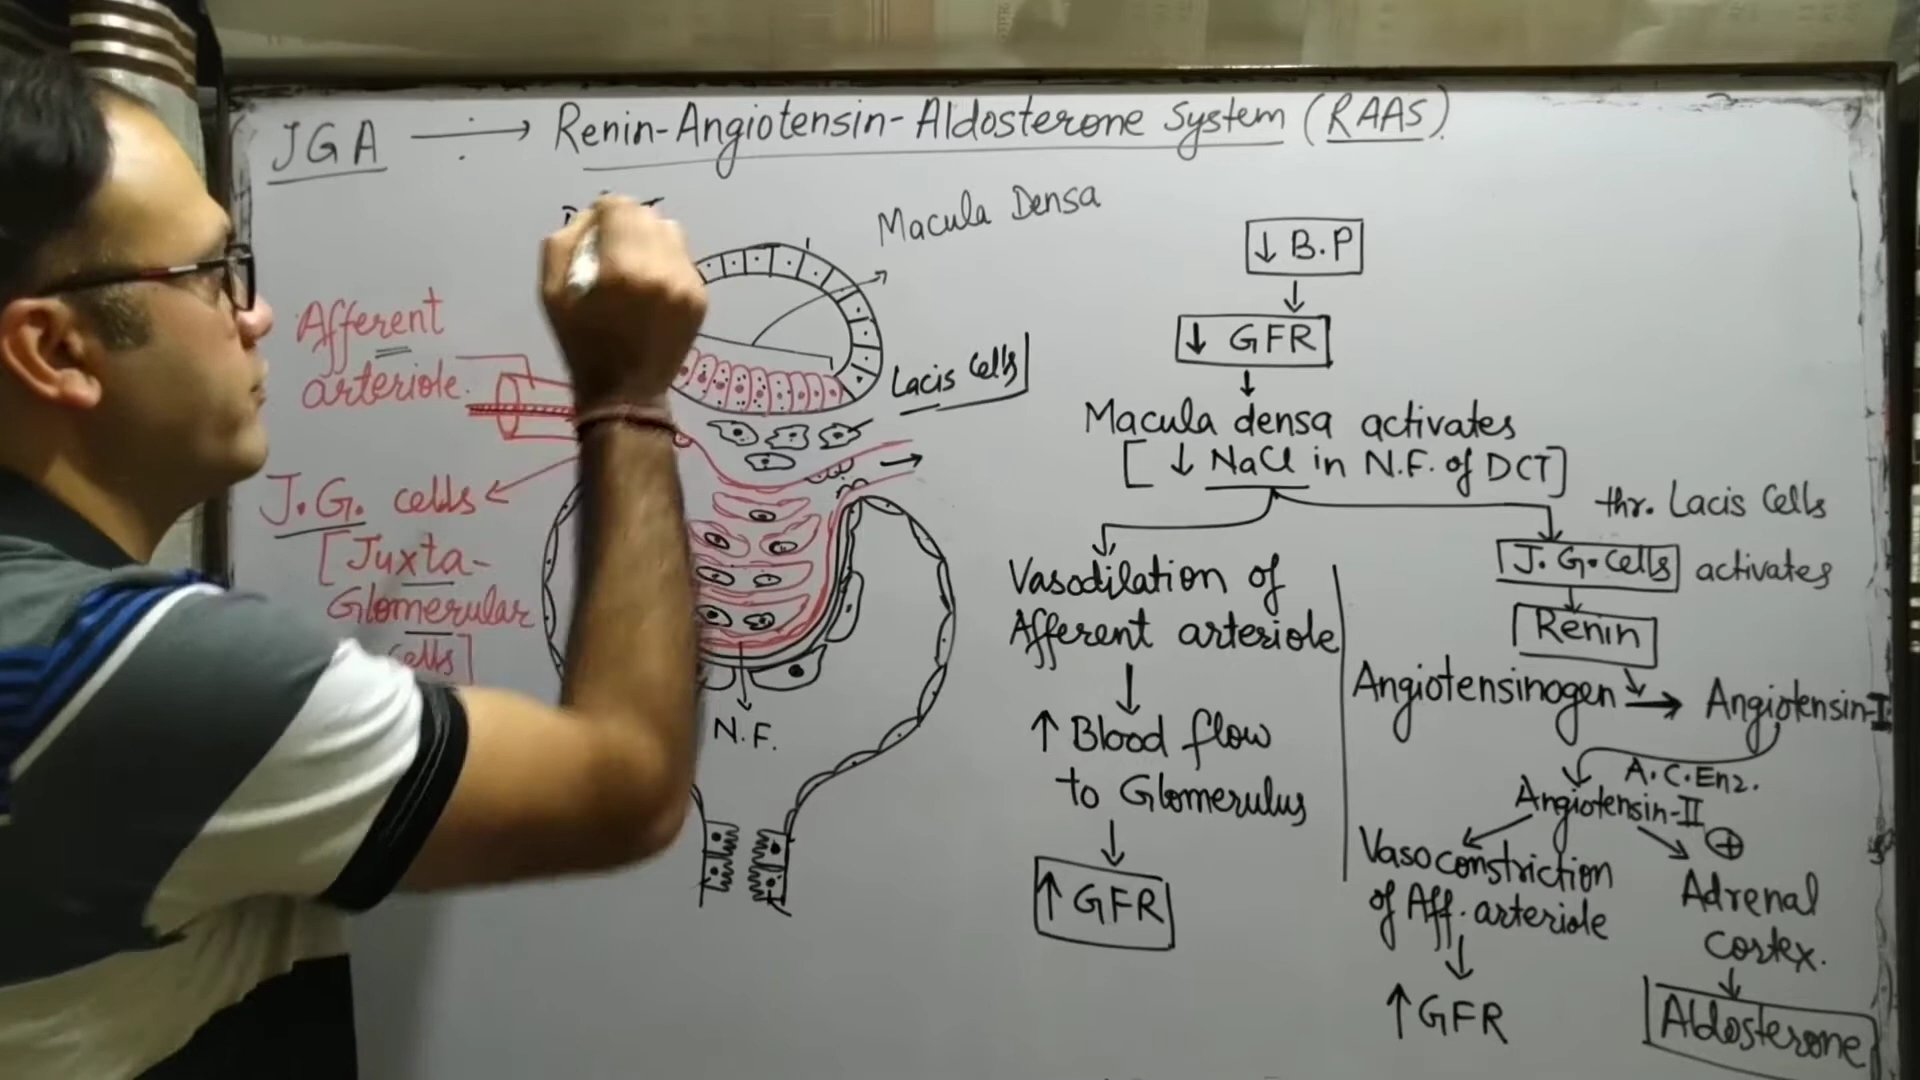 JGA → Renin-Angiotensin-Aldosterone System (RAAS)
Macula Densa
Afferent
arteriole.
Lacis Cells
J.G. cells
[Juxta-
Glomerular
cells]
N.F.
↓ B.P
↓ GFR
Macula densa activates
[↓ NaCl in N.F. of DCT]
thr. Lacis Cells
J.G. Cells activates
Renin
Angiotensinogen → Angiotensin-I
A.C.Enz.
Angiotensin-II
⊕
Vasodilation of
Afferent arteriole
↑ Blood flow
to Glomerulus
↑ GFR
Vasoconstriction
of Aff. arteriole
↑ GFR
Adrenal
cortex.
Aldosterone